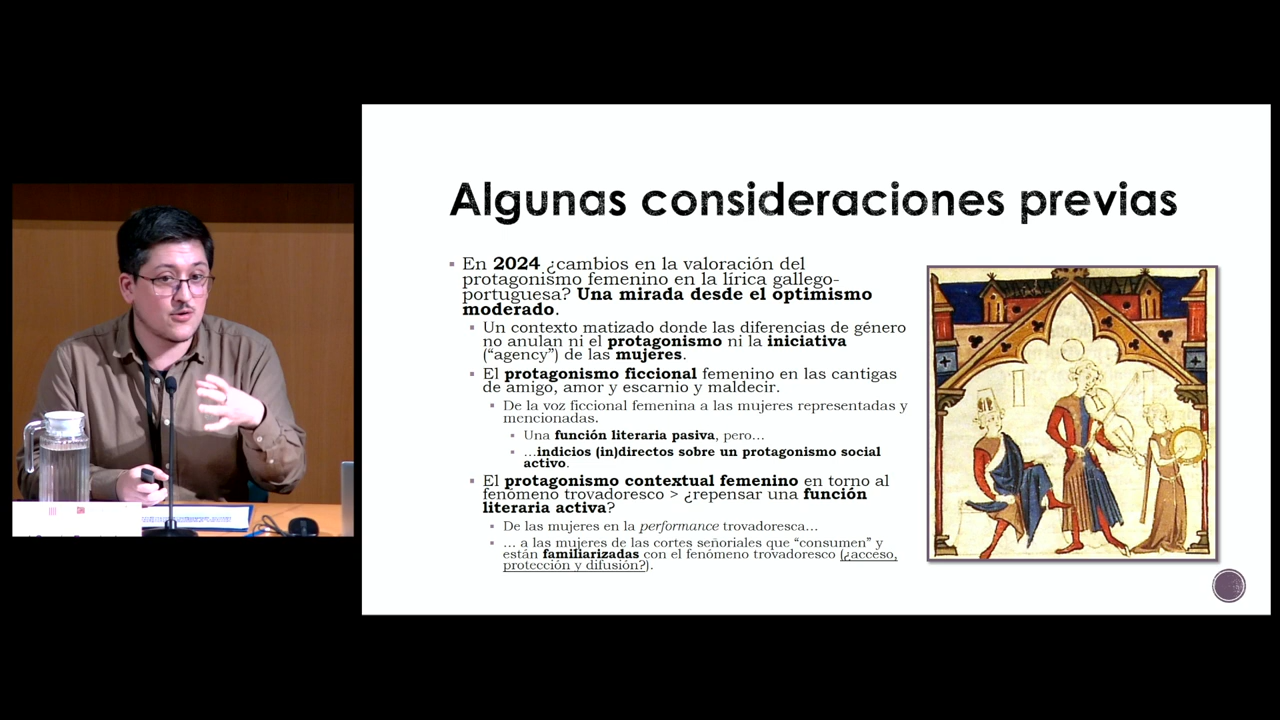 Algunas consideraciones previas
En 2024 ¿cambios en la valoración del
protagonismo femenino en la lírica gallego-
portuguesa? Una mirada desde el optimismo
moderado.
Un contexto matizado donde las diferencias de género
no anulan ni el protagonismo ni la iniciativa
(“agency”) de las mujeres.
El protagonismo ficcional femenino en las cantigas
de amigo, amor y escarnio y maldecir.
De la voz ficcional femenina a las mujeres representadas y
mencionadas.
Una función literaria pasiva, pero…
…indicios (in)directos sobre un protagonismo social
activo.
El protagonismo contextual femenino en torno al
fenómeno trovadoresco > ¿repensar una función
literaria activa?
De las mujeres en la performance trovadoresca…
… a las mujeres de las cortes señoriales que “consumen” y
están familiarizadas con el fenómeno trovadoresco (¿acceso,
protección y difusión?).